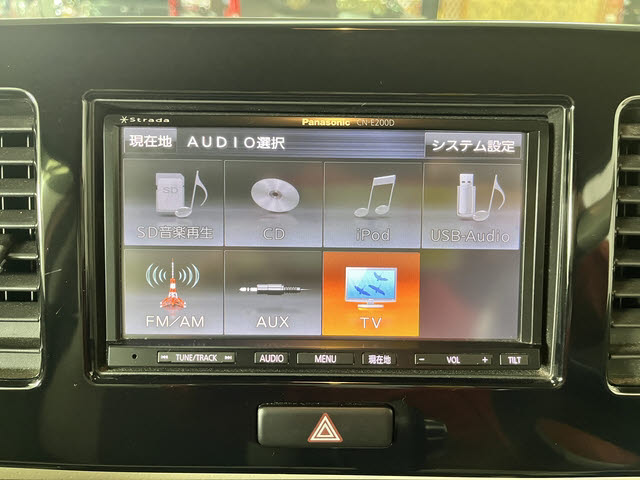 Strada Panasonic CN-E200D
現在地 AUDIO選択 システム設定
SD
SD音楽再生 CD iPod USB-Audio
FM/AM AUX TV
TUNE/TRACK AUDIO MENU 現在地 − VOL + TILT